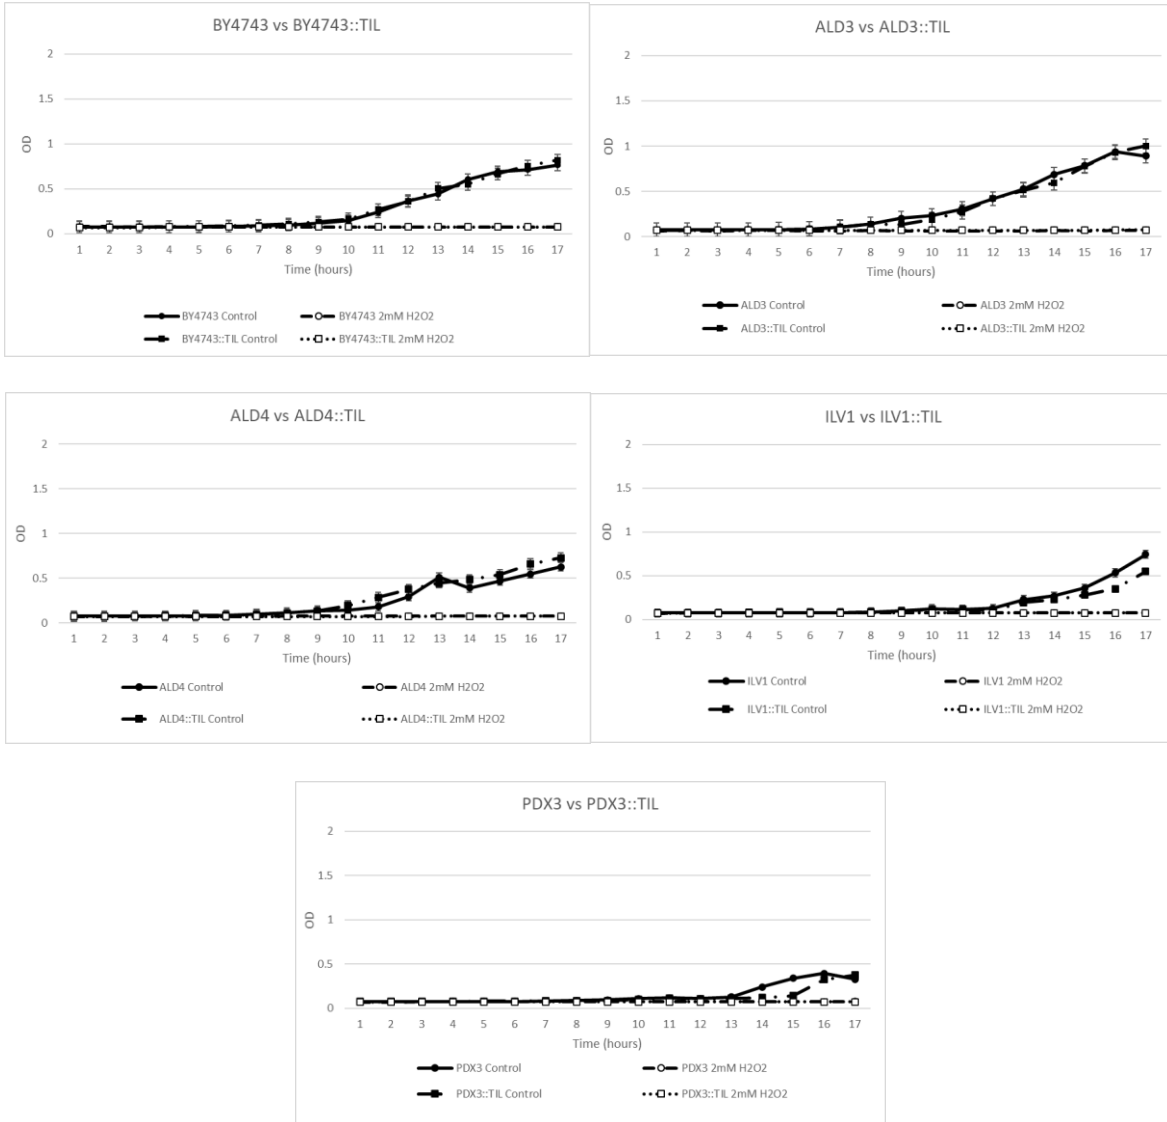 BY4743 vs BY4743::TIL
2
1.5
1
0.5
0
OD
1 2 3 4 5 6 7 8 9 10 11 12 13 14 15 16 17
Time (hours)
BY4743 Control BY4743 2mM H2O2
BY4743::TIL Control BY4743::TIL 2mM H2O2
ALD3 vs ALD3::TIL
2
1.5
1
0.5
0
OD
1 2 3 4 5 6 7 8 9 10 11 12 13 14 15 16 17
Time (hours)
ALD3 Control ALD3 2mM H2O2
ALD3::TIL Control ALD3::TIL 2mM H2O2
ALD4 vs ALD4::TIL
2
1.5
1
0.5
0
OD
1 2 3 4 5 6 7 8 9 10 11 12 13 14 15 16 17
Time (hours)
ALD4 Control ALD4 2mM H2O2
ALD4::TIL Control ALD4::TIL 2mM H2O2
ILV1 vs ILV1::TIL
2
1.5
1
0.5
0
OD
1 2 3 4 5 6 7 8 9 10 11 12 13 14 15 16 17
Time (hours)
ILV1 Control ILV1 2mM H2O2
ILV1::TIL Control ILV1::TIL 2mM H2O2
PDX3 vs PDX3::TIL
2
1.5
1
0.5
0
OD
1 2 3 4 5 6 7 8 9 10 11 12 13 14 15 16 17
Time (hours)
PDX3 Control PDX3 2mM H2O2
PDX3::TIL Control PDX3::TIL 2mM H2O2